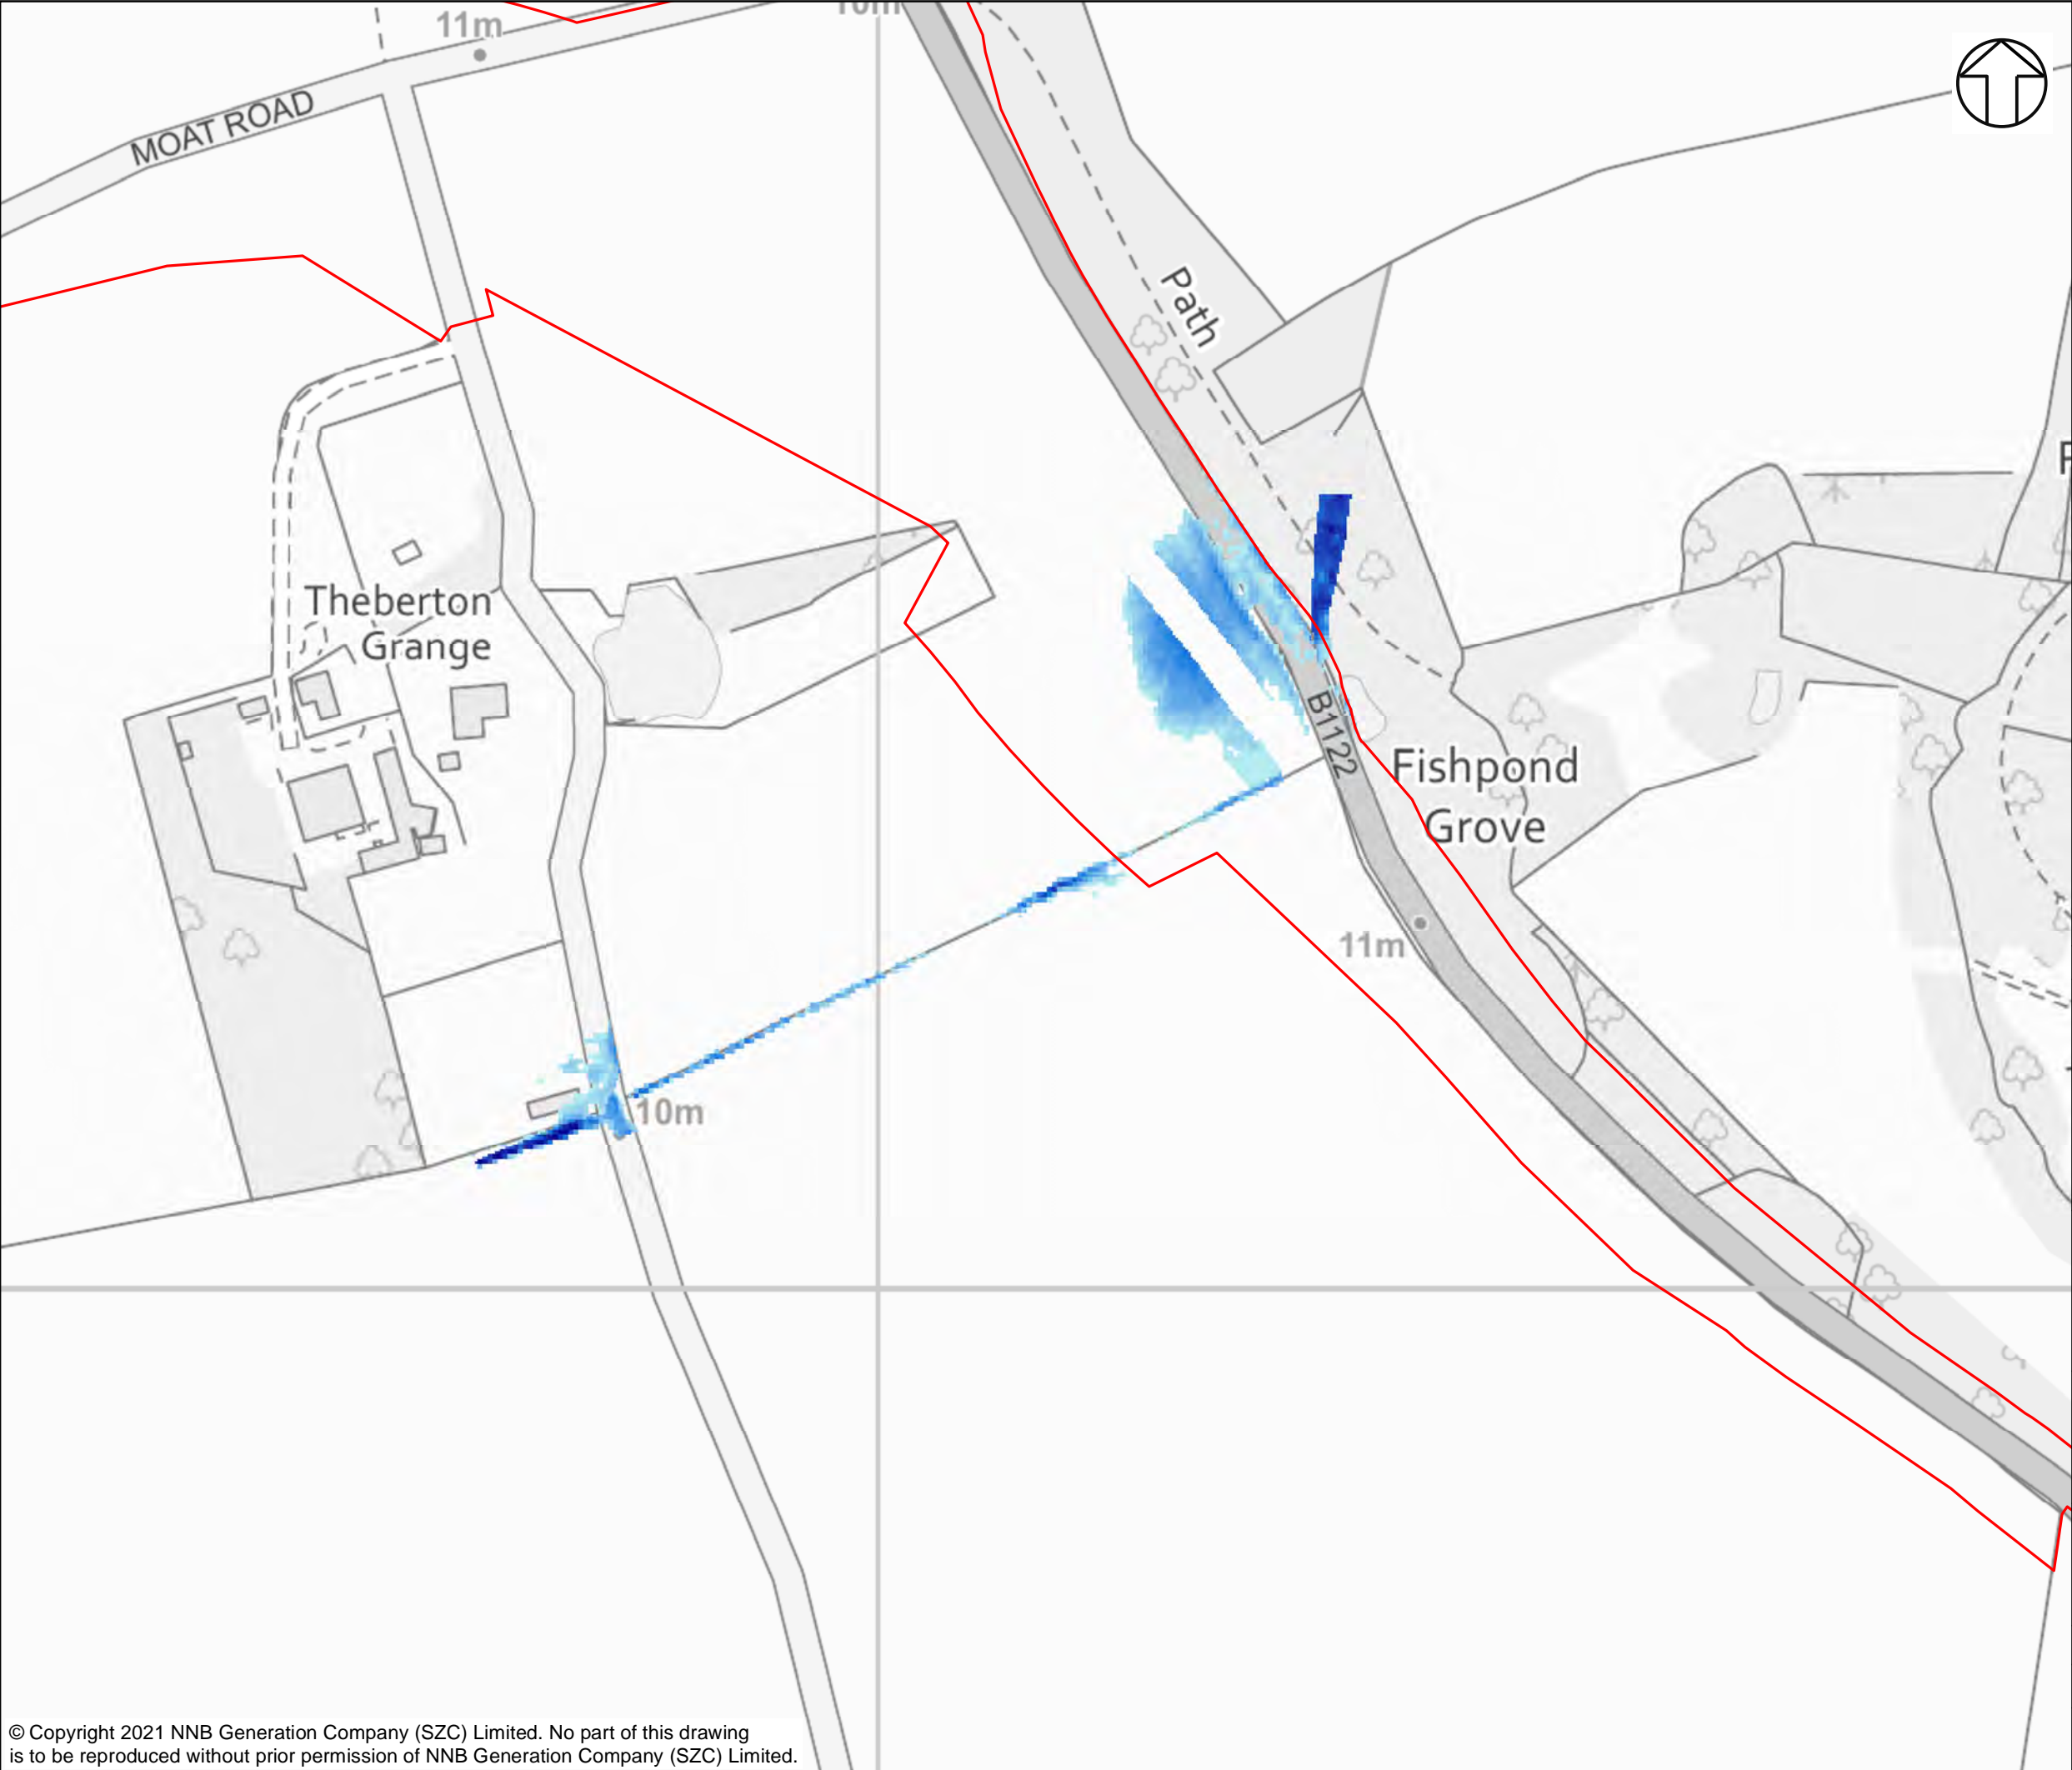 11m
10m
MOAT ROAD
Path
Theberton
Grange
B1122
Fishpond
Grove
11m
10m
© Copyright 2021 NNB Generation Company (SZC) Limited. No part of this drawing
is to be reproduced without prior permission of NNB Generation Company (SZC) Limited.